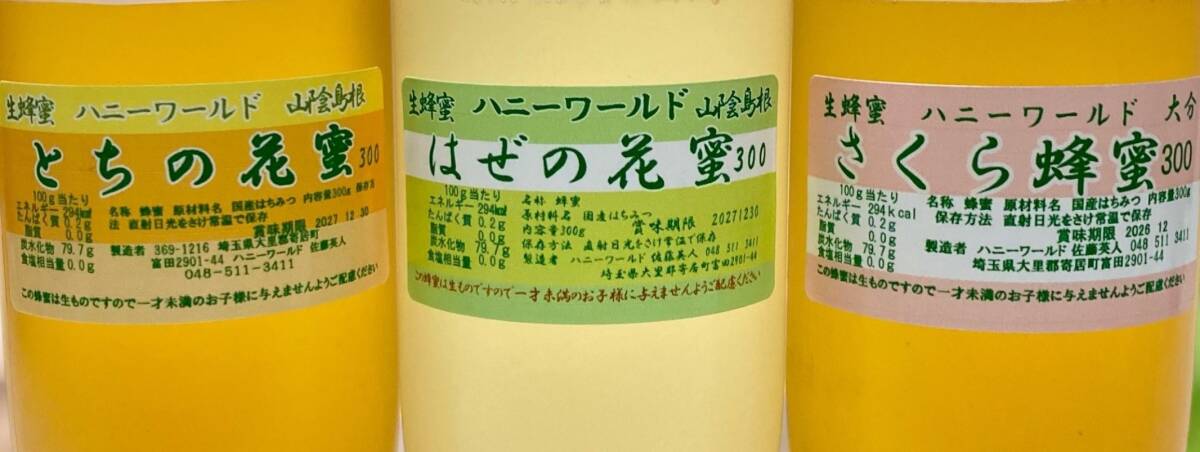 生蜂蜜 ハニーワールド 山陰島根
とちの花蜜 300
100g当たり
エネルギー 294kcal
たんぱく質 0.2g
脂質 0.0g
炭水化物 79.7g
食塩相当量 0.0g
名称 蜂蜜 原材料名 国産はちみつ 内容量300g 保存方
法 直射日光をさけ常温で保存
賞味期限 2027 12 30
製造者 369-1216 埼玉県大里郡寄居町
富田2901-44 ハニーワールド 佐藤英人
048-511-3411
この蜂蜜は生ものですので一才未満のお子様に与えませんようご配慮ください
生蜂蜜 ハニーワールド 山陰島根
はぜの花蜜 300
100g当たり
エネルギー 294kcal
たんぱく質 0.2g
脂質 0.0g
炭水化物 79.7g
食塩相当量 0.0g
名称 蜂蜜
原材料名 国産はちみつ
内容量300g 賞味期限 20271230
保存方法 直射日光をさけ常温で保存
製造者 ハニーワールド 佐藤英人 048 511 3411
埼玉県大里郡寄居町富田2901-44
この蜂蜜は生ものですので一才未満のお子様に与えませんようご配慮ください
生蜂蜜 ハニーワールド 大分
さくら蜂蜜 300
100g当たり
エネルギー 294kcal
たんぱく質 0.2g
脂質 0.0g
炭水化物 79.7g
食塩相当量 0.0g
名称 蜂蜜 原材料名 国産はちみつ 内容量300g
保存方法 直射日光をさけ常温で保存
賞味期限 2026 12
製造者 ハニーワールド 佐藤英人 048 511 3411
埼玉県大里郡寄居町富田2901-44
この蜂蜜は生ものですので一才未満のお子様に与えませんようご配慮ください